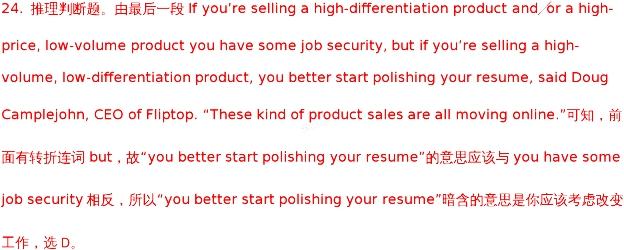 24. 推理判断题。由最后一段 If you’re selling a high-differentiation product and／or a high-
price, low-volume product you have some job security, but if you’re selling a high-
volume, low-differentiation product, you better start polishing your resume, said Doug
Camplejohn, CEO of Fliptop. “These kind of product sales are all moving online.”可知，前
面有转折连词 but，故“you better start polishing your resume”的意思应该与 you have some
job security 相反，所以“you better start polishing your resume”暗含的意思是你应该考虑改变
工作，选 D。